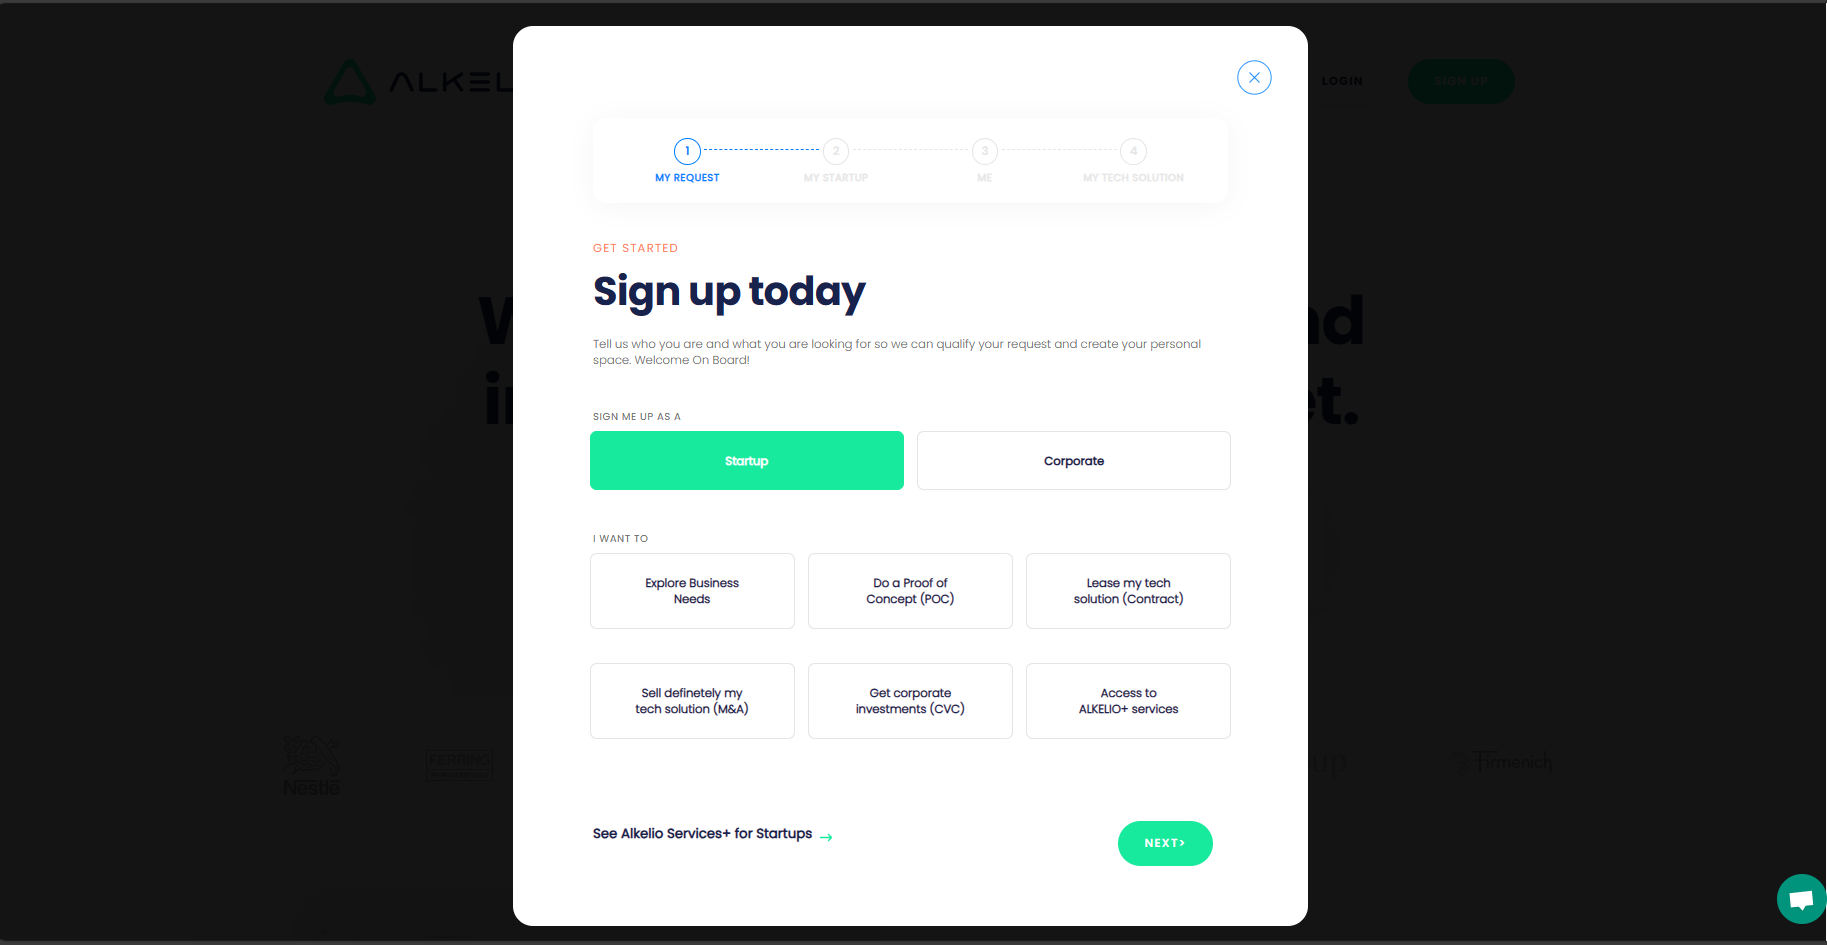 ALKEL
LOGIN
SIGN UP
1
2
3
4
MY REQUEST
MY STARTUP
ME
MY TECH SOLUTION
GET STARTED
Sign up today
Tell us who you are and what you are looking for so we can qualify your request and create your personal
space. Welcome On Board!
SIGN ME UP AS A
Startup
Corporate
I WANT TO
Explore Business
Needs
Do a Proof of
Concept (POC)
Lease my tech
solution (Contract)
Sell definetely my
tech solution (M&A)
Get corporate
investments (CVC)
Access to
ALKELIO+ services
Nestlé
FERRING
up
Firmenich
See Alkelio Services+ for Startups →
NEXT>